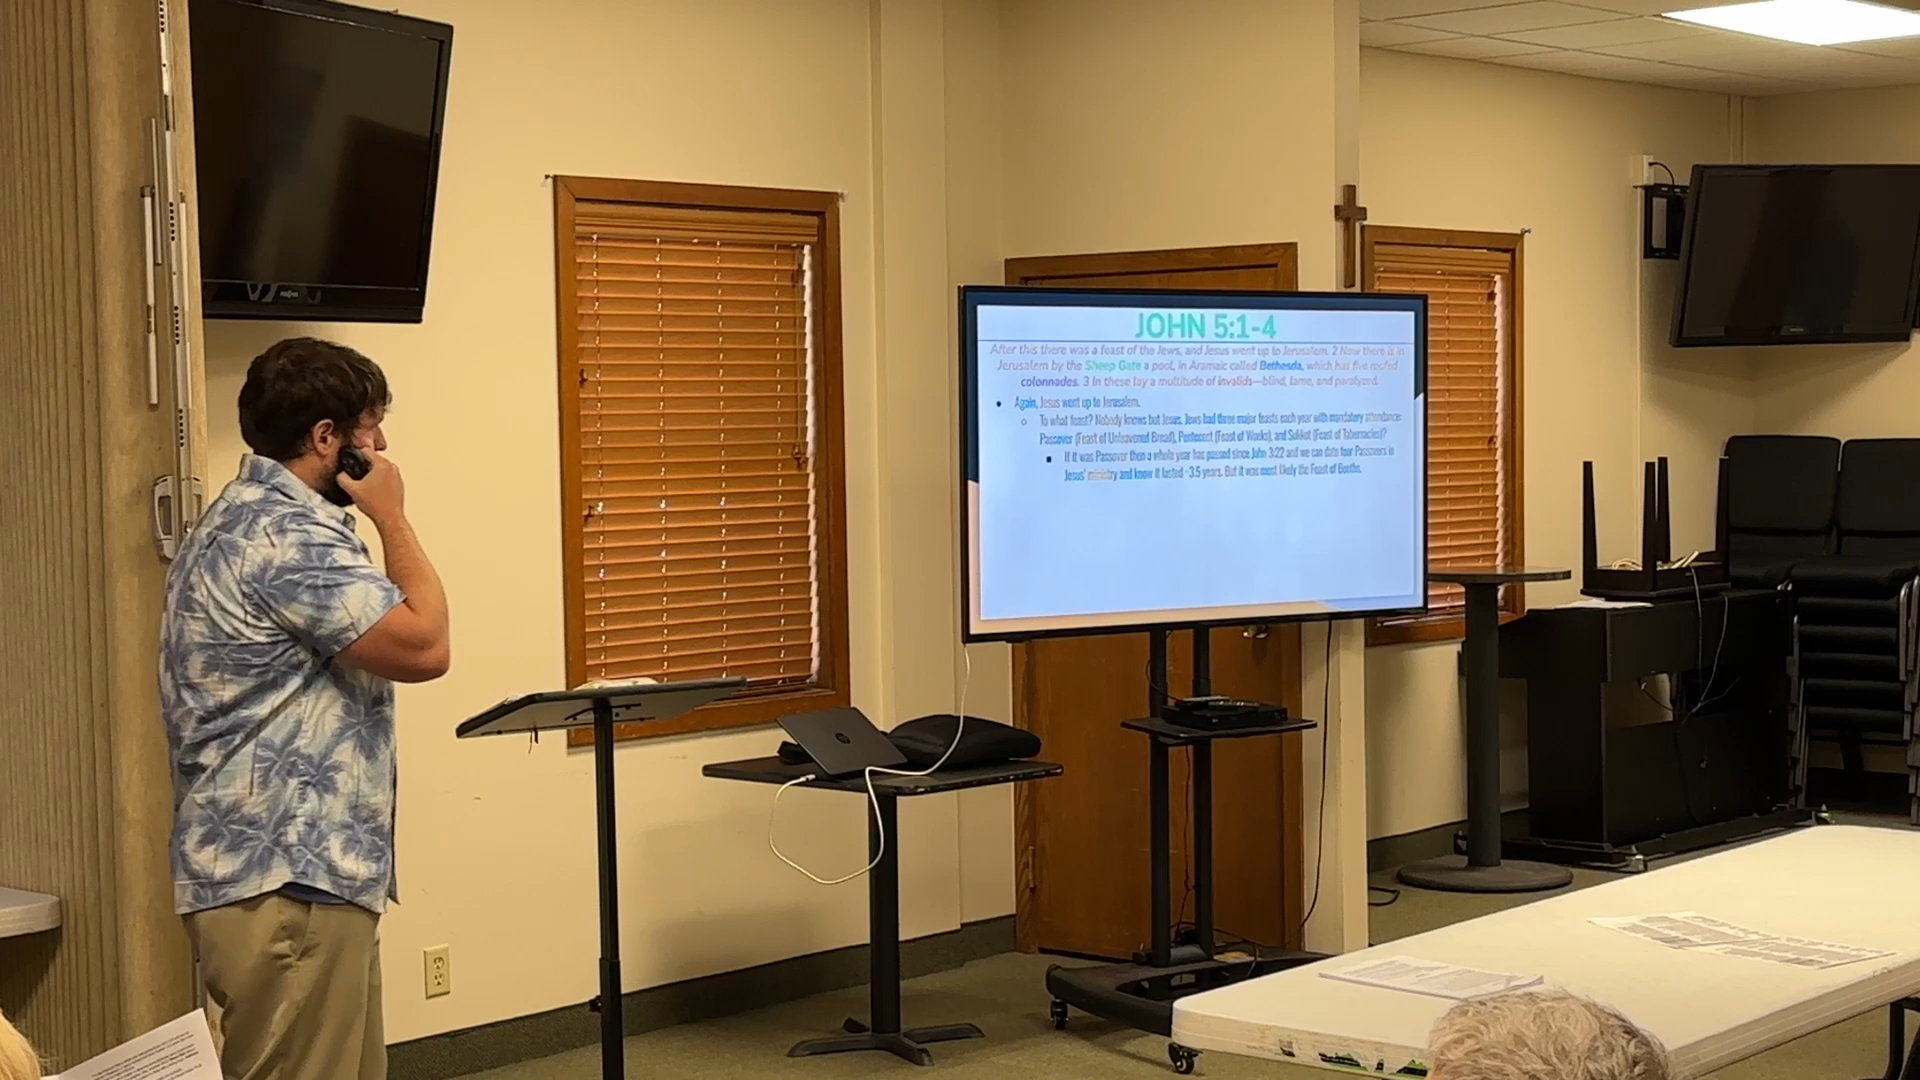 JOHN 5:1-4
After this there was a feast of the Jews, and Jesus went up to Jerusalem. 2 Now there is in
Jerusalem by the Sheep Gate a pool, in Aramaic called Bethesda, which has five roofed
colonnades. 3 In these lay a multitude of invalids—blind, lame, and paralyzed.
● Again, Jesus went up to Jerusalem.
○ To what feast? Nobody knows but Jesus. Jews had three major feasts each year with mandatory attendance:
Passover (Feast of Unleavened Bread), Pentecost (Feast of Weeks), and Sukkot (Feast of Tabernacles)?
■ If it was Passover then a whole year has passed since John 3:22 and we can date four Passovers in
Jesus' ministry and know it lasted ~3.5 years. But it was most likely the Feast of Booths.
hp